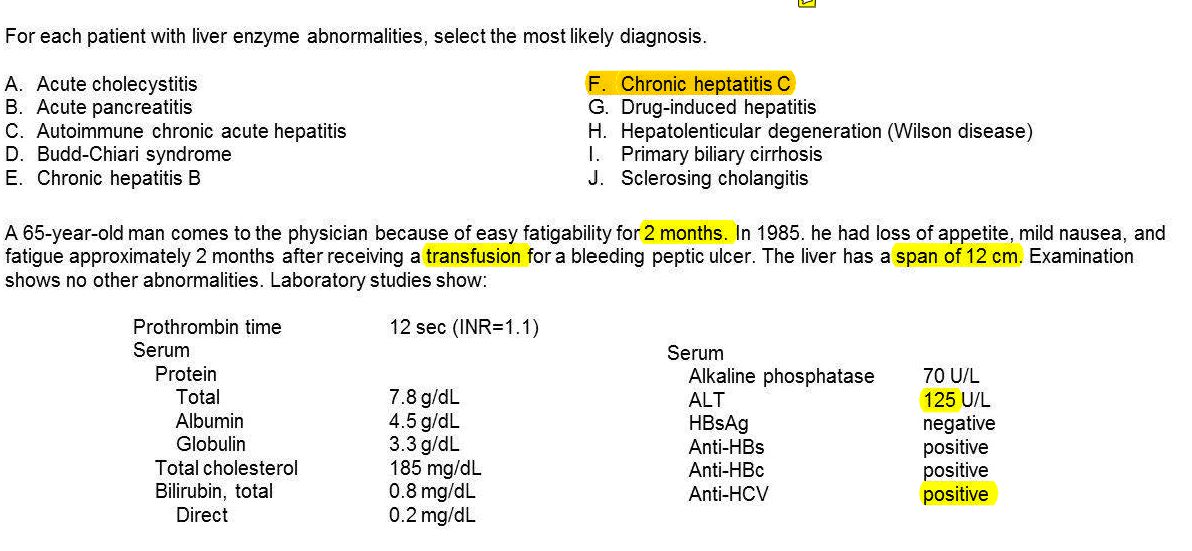 For each patient with liver enzyme abnormalities, select the most likely diagnosis.
A. Acute cholecystitis
B. Acute pancreatitis
C. Autoimmune chronic acute hepatitis
D. Budd-Chiari syndrome
E. Chronic hepatitis B
F. Chronic heptatitis C
G. Drug-induced hepatitis
H. Hepatolenticular degeneration (Wilson disease)
I. Primary biliary cirrhosis
J. Sclerosing cholangitis
A 65-year-old man comes to the physician because of easy fatigability for 2 months. In 1985. he had loss of appetite, mild nausea, and
fatigue approximately 2 months after receiving a transfusion for a bleeding peptic ulcer. The liver has a span of 12 cm. Examination
shows no other abnormalities. Laboratory studies show:
Prothrombin time 12 sec (INR=1.1)
Serum
Protein
Total 7.8 g/dL
Albumin 4.5 g/dL
Globulin 3.3 g/dL
Total cholesterol 185 mg/dL
Bilirubin, total 0.8 mg/dL
Direct 0.2 mg/dL
Serum
Alkaline phosphatase 70 U/L
ALT 125 U/L
HBsAg negative
Anti-HBs positive
Anti-HBc positive
Anti-HCV positive